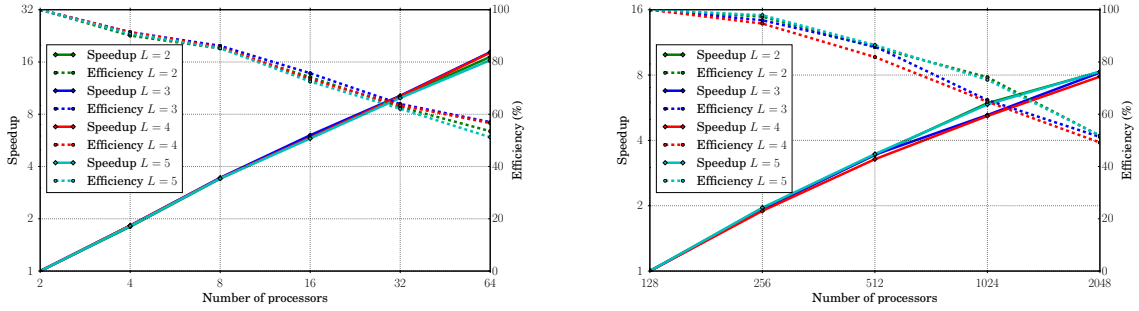 32
16
8
4
2
1
Speedup
100
80
60
40
20
0
Efficiency (%)
Speedup L = 2
Efficiency L = 2
Speedup L = 3
Efficiency L = 3
Speedup L = 4
Efficiency L = 4
Speedup L = 5
Efficiency L = 5
2 4 8 16 32 64
Number of processors
16
8
4
2
1
Speedup
100
80
60
40
20
0
Efficiency (%)
Speedup L = 2
Efficiency L = 2
Speedup L = 3
Efficiency L = 3
Speedup L = 4
Efficiency L = 4
Speedup L = 5
Efficiency L = 5
128 256 512 1024 2048
Number of processors